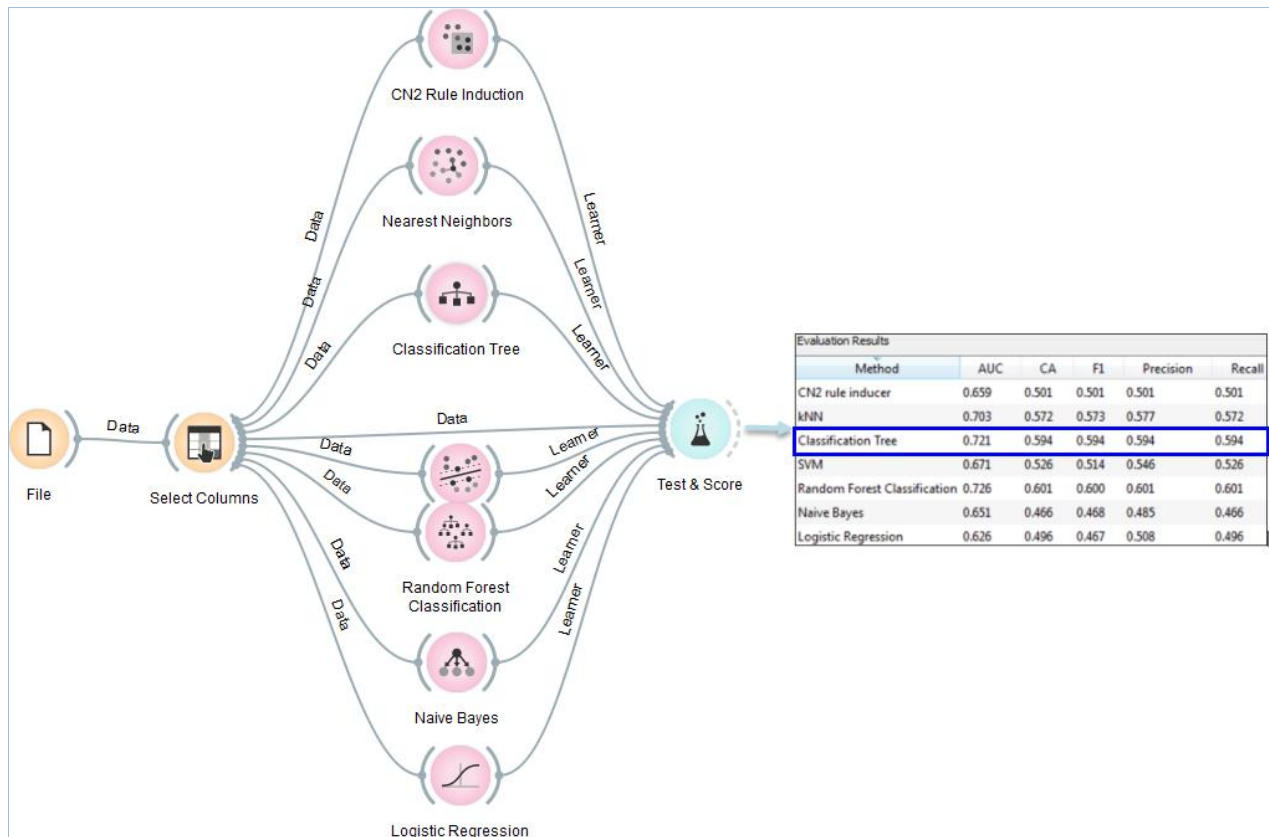 CN2 Rule Induction
Data
Learner
Nearest Neighbors
Data
Learner
Classification Tree
Data
Learner
File
Data
Select Columns
Data
Data
Learner
Data
Learner
Random Forest
Classification
Test & Score
Data
Learner
Naive Bayes
Data
Learner
Logistic Regression
Evaluation Results
Method AUC CA F1 Precision Recall
CN2 rule inducer 0.659 0.501 0.501 0.501 0.501
kNN 0.703 0.572 0.573 0.577 0.572
Classification Tree 0.721 0.594 0.594 0.594 0.594
SVM 0.671 0.526 0.514 0.546 0.526
Random Forest Classification 0.726 0.601 0.600 0.601 0.601
Naive Bayes 0.651 0.466 0.468 0.485 0.466
Logistic Regression 0.626 0.496 0.467 0.508 0.496